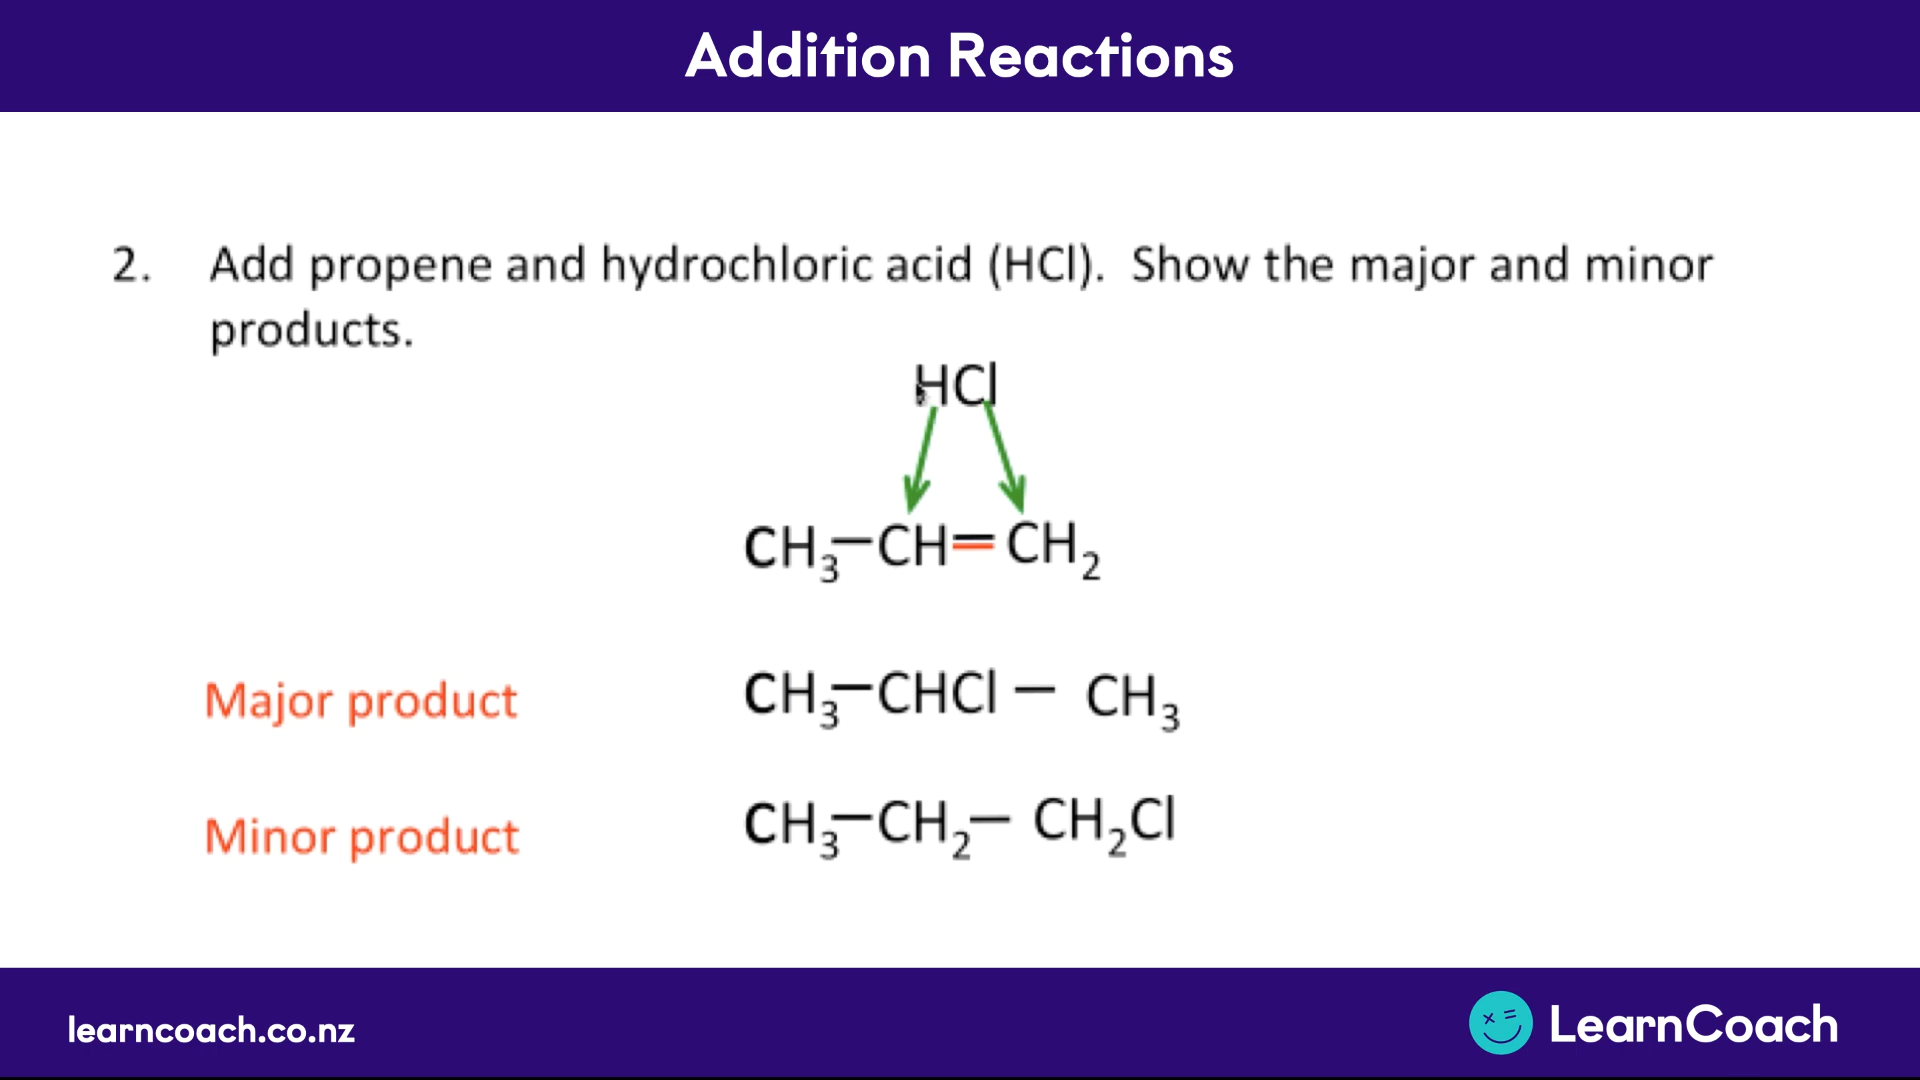 Addition Reactions
2. Add propene and hydrochloric acid (HCl). Show the major and minor
products.
HCl
CH₃–CH=CH₂
Major product CH₃–CHCl – CH₃
Minor product CH₃–CH₂– CH₂Cl
learncoach.co.nz LearnCoach